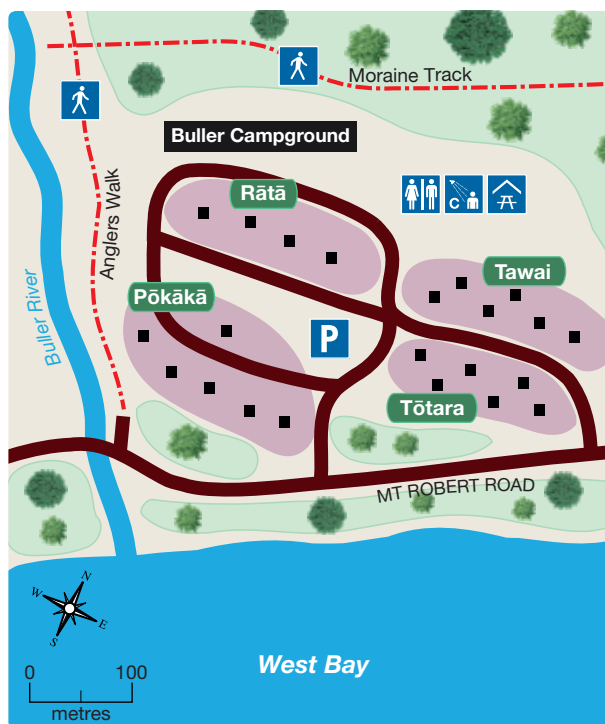 Moraine Track
Buller Campground
Anglers Walk
Rātā
C
Tawai
Pōkākā
P
Buller River
Tōtara
MT ROBERT ROAD
N
W
E
S
West Bay
0 100
metres